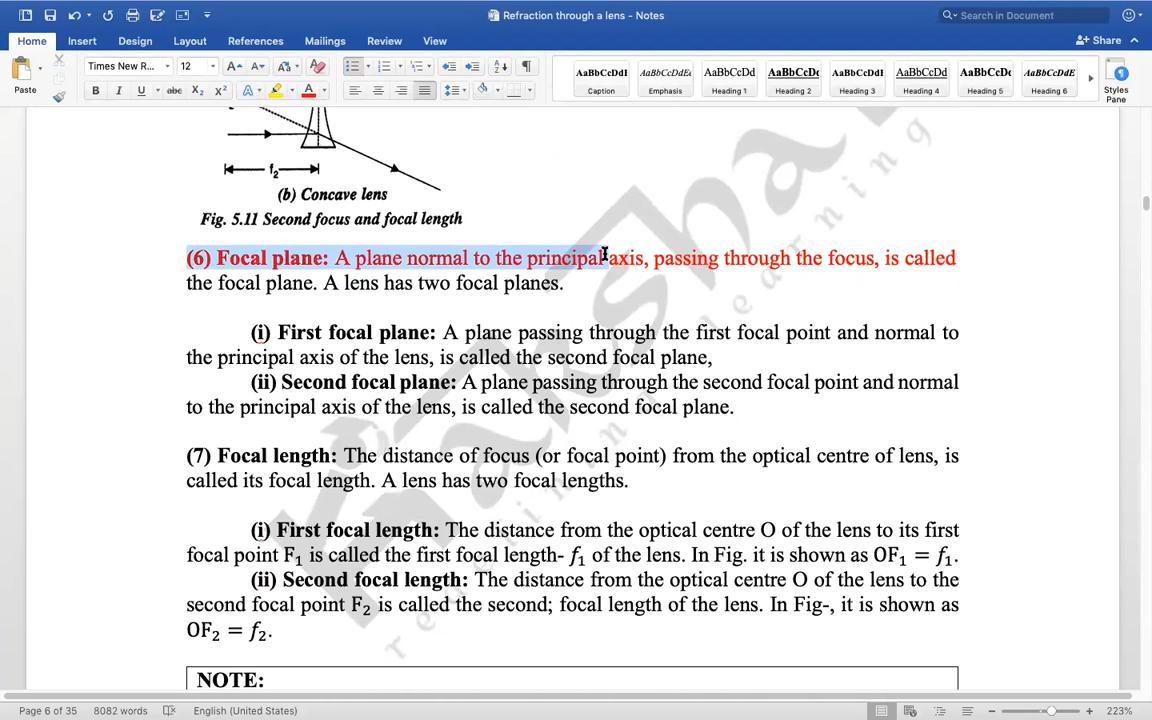 Refraction through a lens - Notes
Search in Document
Home Insert Design Layout References Mailings Review View
Share
Times New R... 12
Paste
B I U abc X₂ X² A A
AaBbCcDdI AaBbCcDdEe AaBbCcDd AaBbCcDc AaBbCcDd AaBbCcDd AaBbCcDd AaBbCcDdE
Caption Emphasis Heading 1 Heading 2 Heading 3 Heading 4 Heading 5 Heading 6
Styles
Pane
f₂
(b) Concave lens
Fig. 5.11 Second focus and focal length
(6) Focal plane: A plane normal to the principal axis, passing through the focus, is called
the focal plane. A lens has two focal planes.
(i) First focal plane: A plane passing through the first focal point and normal to
the principal axis of the lens, is called the second focal plane,
(ii) Second focal plane: A plane passing through the second focal point and normal
to the principal axis of the lens, is called the second focal plane.
(7) Focal length: The distance of focus (or focal point) from the optical centre of lens, is
called its focal length. A lens has two focal lengths.
(i) First focal length: The distance from the optical centre O of the lens to its first
focal point F₁ is called the first focal length- f₁ of the lens. In Fig. it is shown as OF₁ = f₁.
(ii) Second focal length: The distance from the optical centre O of the lens to the
second focal point F₂ is called the second; focal length of the lens. In Fig-, it is shown as
OF₂ = f₂.
NOTE:
Page 6 of 35 8082 words English (United States) 223%